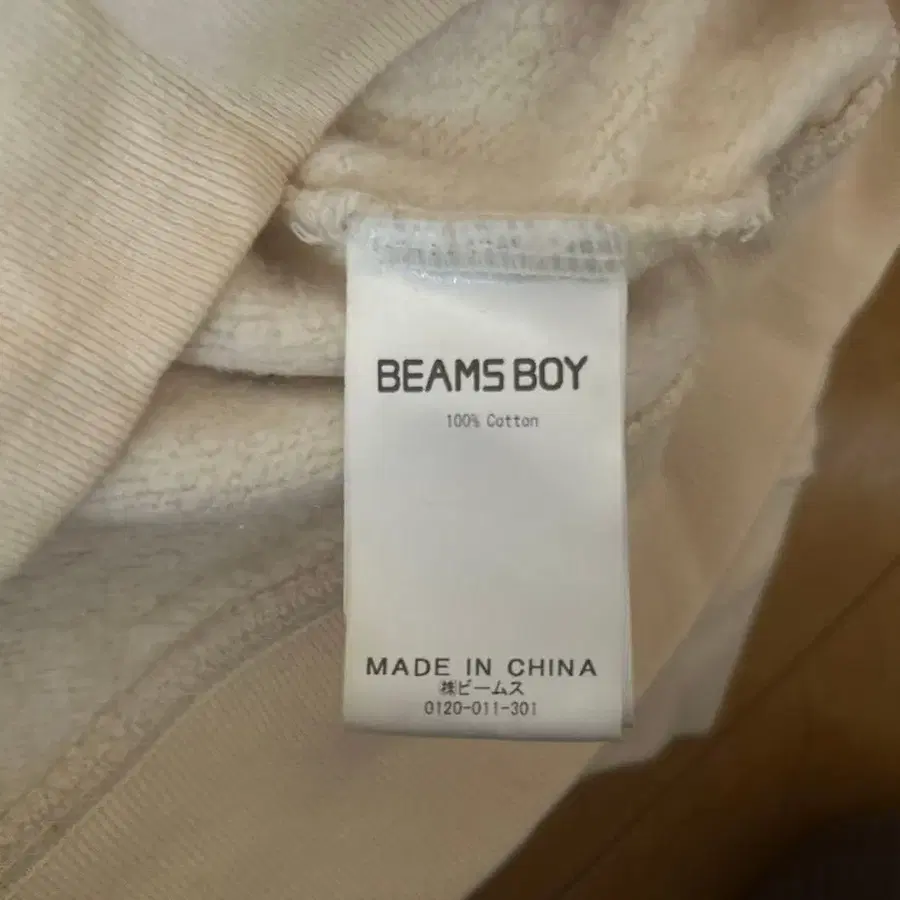 BEAMS BOY
100% Cotton
MADE IN CHINA
㈱ビームス
0120-011-301